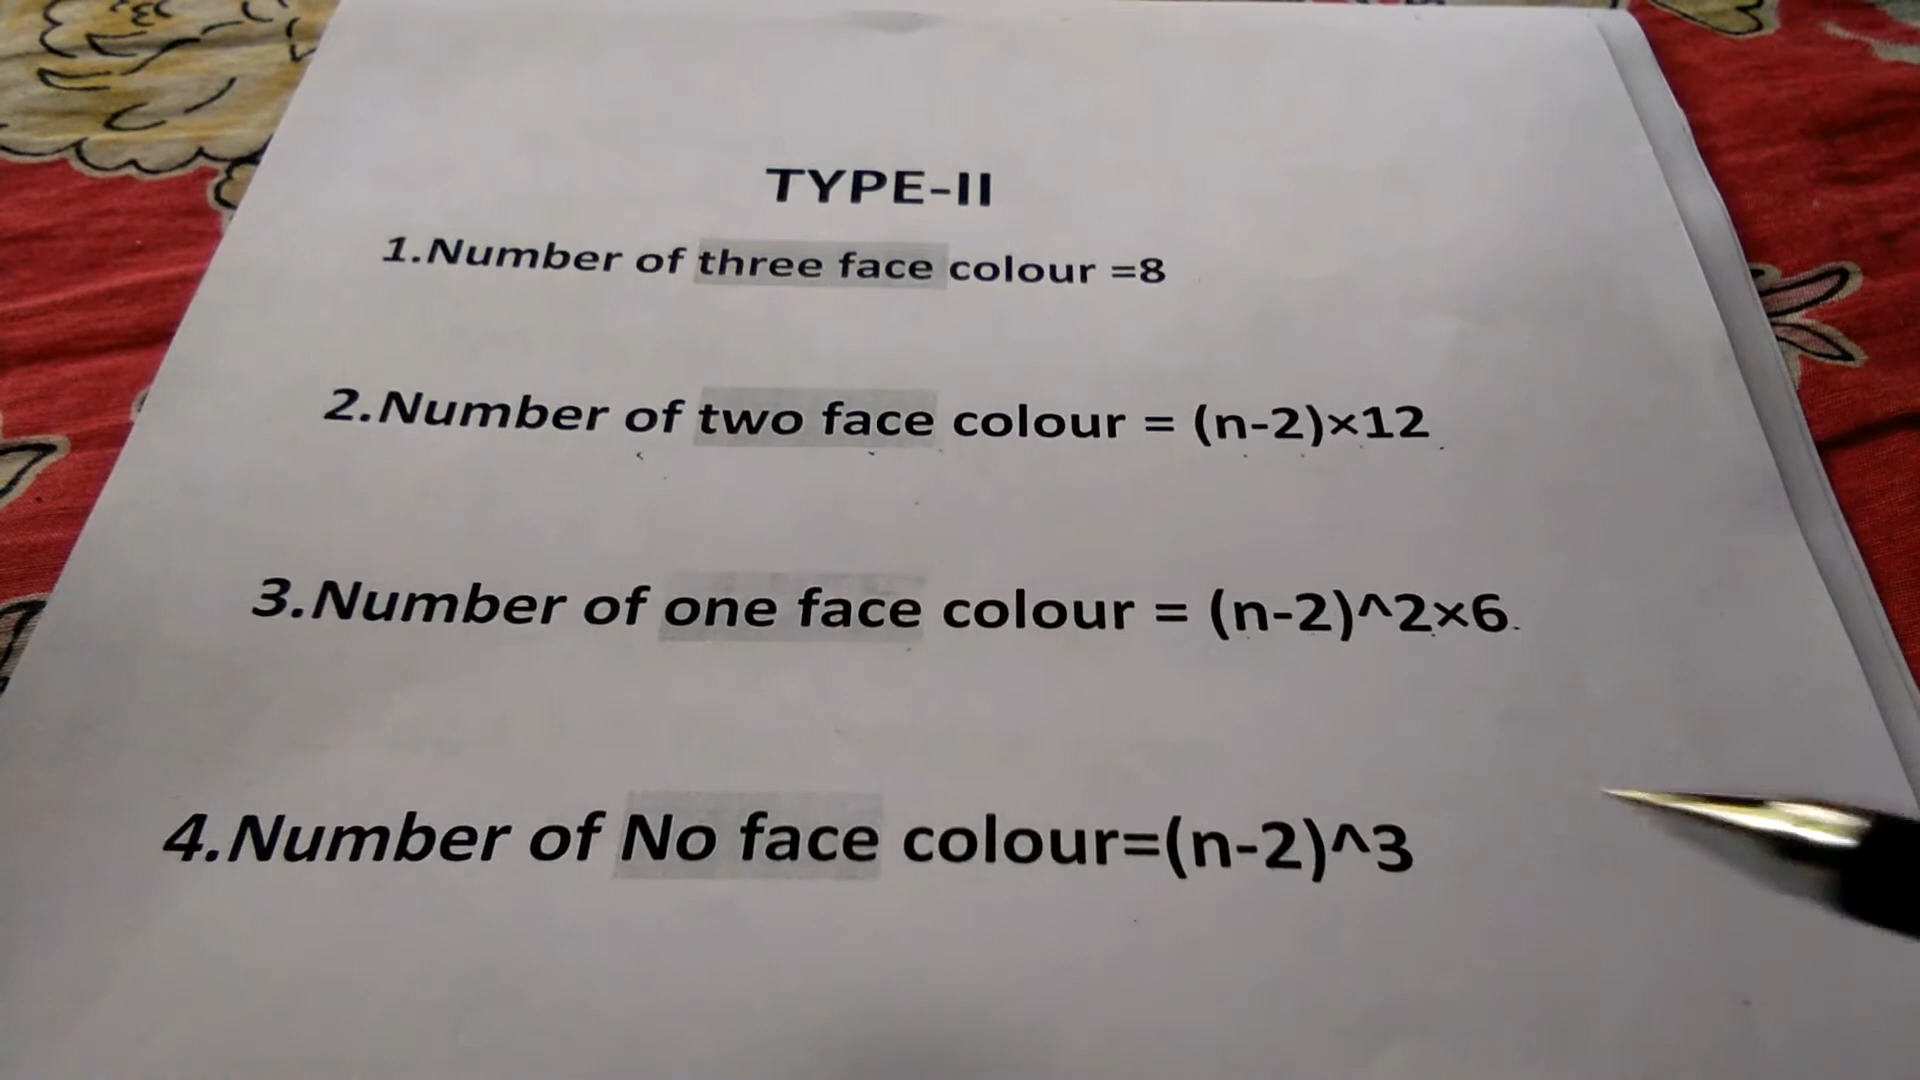 TYPE-II
1.Number of three face colour =8
2.Number of two face colour = (n-2)×12
3.Number of one face colour = (n-2)^2×6
4.Number of No face colour=(n-2)^3